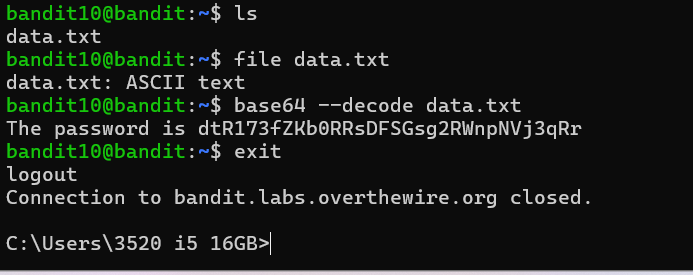 bandit10@bandit:~$ ls
data.txt
bandit10@bandit:~$ file data.txt
data.txt: ASCII text
bandit10@bandit:~$ base64 --decode data.txt
The password is dtR173fZKb0RRsDFSGsg2RWnpNVj3qRr
bandit10@bandit:~$ exit
logout
Connection to bandit.labs.overthewire.org closed.
C:\Users\3520 i5 16GB>